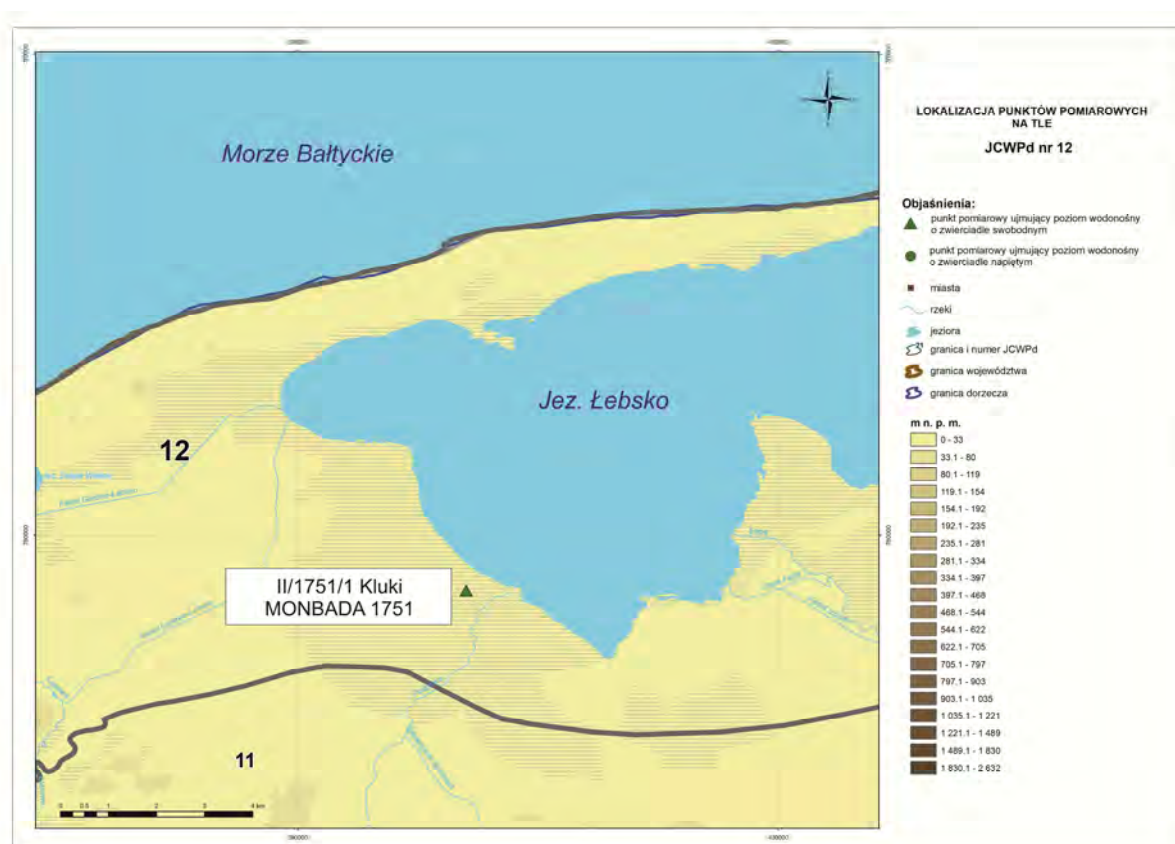 Morze Bałtyckie
Jez. Łebsko
12
II/1751/1 Kluki
MONBADA 1751
11
0 0.5 1 2 3 4 km
LOKALIZACJA PUNKTÓW POMIAROWYCH
NA TLE
JCWPd nr 12
Objaśnienia:
punkt pomiarowy ujmujący poziom wodonośny
o zwierciadle swobodnym
punkt pomiarowy ujmujący poziom wodonośny
o zwierciadle napiętym
miasta
rzeki
jeziora
21
granica i numer JCWPd
granica województwa
granica dorzecza
m n. p. m.
0 - 33
33.1 - 80
80.1 - 119
119.1 - 154
154.1 - 192
192.1 - 235
235.1 - 281
281.1 - 334
334.1 - 397
397.1 - 468
468.1 - 544
544.1 - 622
622.1 - 705
705.1 - 797
797.1 - 903
903.1 - 1 035
1 035.1 - 1 221
1 221.1 - 1 489
1 489.1 - 1 830
1 830.1 - 2 632